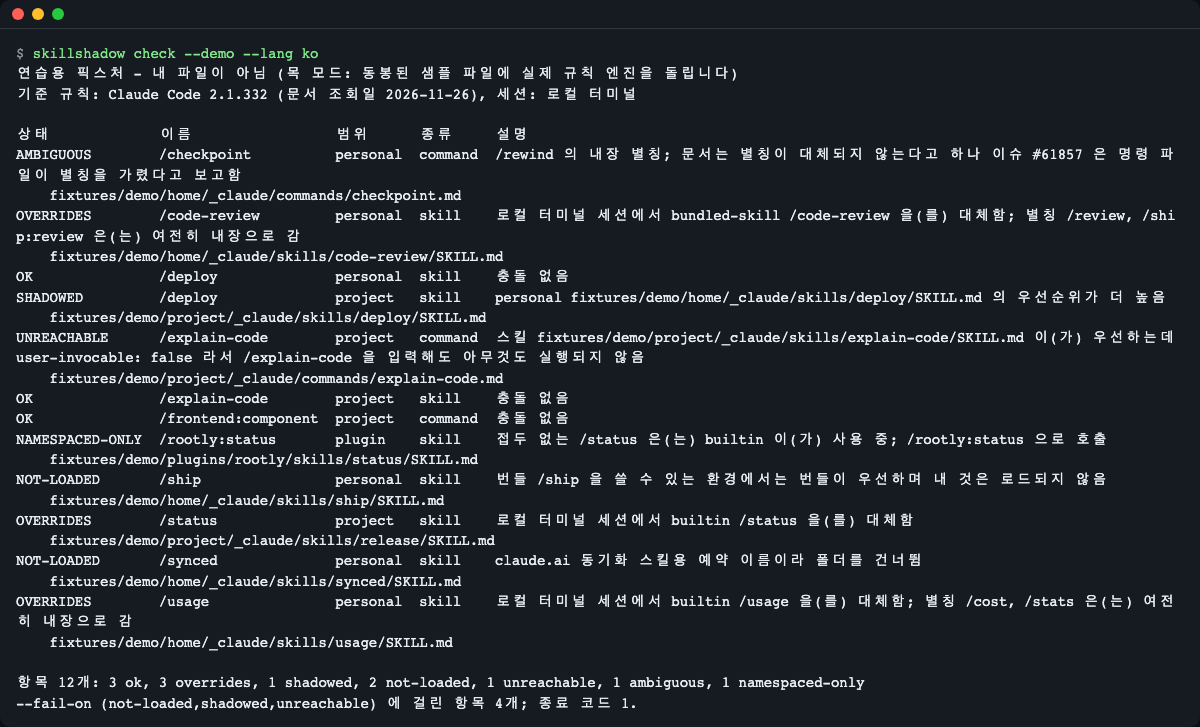 $ skillshadow check --demo --lang ko
연습용 픽스처 - 내 파일이 아님 (목 모드: 동봉된 샘플 파일에 실제 규칙 엔진을 돌립니다)
기준 규칙: Claude Code 2.1.332 (문서 조회일 2026-11-26), 세션: 로컬 터미널
상태 이름 범위 종류 설명
AMBIGUOUS /checkpoint personal command /rewind 의 내장 별칭; 문서는 별칭이 대체되지 않는다고 하나 이슈 #61857 은 명령 파
일이 별칭을 가렸다고 보고함
fixtures/demo/home/_claude/commands/checkpoint.md
OVERRIDES /code-review personal skill 로컬 터미널 세션에서 bundled-skill /code-review 을(를) 대체함; 별칭 /review, /shi
p:review 은(는) 여전히 내장으로 감
fixtures/demo/home/_claude/skills/code-review/SKILL.md
OK /deploy personal skill 충돌 없음
SHADOWED /deploy project skill personal fixtures/demo/home/_claude/skills/deploy/SKILL.md 의 우선순위가 더 높음
fixtures/demo/project/_claude/skills/deploy/SKILL.md
UNREACHABLE /explain-code project command 스킬 fixtures/demo/project/_claude/skills/explain-code/SKILL.md 이(가) 우선하는데
user-invocable: false 라서 /explain-code 을 입력해도 아무것도 실행되지 않음
fixtures/demo/project/_claude/commands/explain-code.md
OK /explain-code project skill 충돌 없음
OK /frontend:component project command 충돌 없음
NAMESPACED-ONLY /rootly:status plugin skill 접두 없는 /status 은(는) builtin 이(가) 사용 중; /rootly:status 으로 호출
fixtures/demo/plugins/rootly/skills/status/SKILL.md
NOT-LOADED /ship personal skill 번들 /ship 을 쓸 수 있는 환경에서는 번들이 우선하며 내 것은 로드되지 않음
fixtures/demo/home/_claude/skills/ship/SKILL.md
OVERRIDES /status project skill 로컬 터미널 세션에서 builtin /status 을(를) 대체함
fixtures/demo/project/_claude/skills/release/SKILL.md
NOT-LOADED /synced personal skill claude.ai 동기화 스킬용 예약 이름이라 폴더를 건너뜀
fixtures/demo/home/_claude/skills/synced/SKILL.md
OVERRIDES /usage personal skill 로컬 터미널 세션에서 builtin /usage 을(를) 대체함; 별칭 /cost, /stats 은(는) 여전
히 내장으로 감
fixtures/demo/home/_claude/skills/usage/SKILL.md
항목 12개: 3 ok, 3 overrides, 1 shadowed, 2 not-loaded, 1 unreachable, 1 ambiguous, 1 namespaced-only
--fail-on (not-loaded,shadowed,unreachable) 에 걸린 항목 4개; 종료 코드 1.